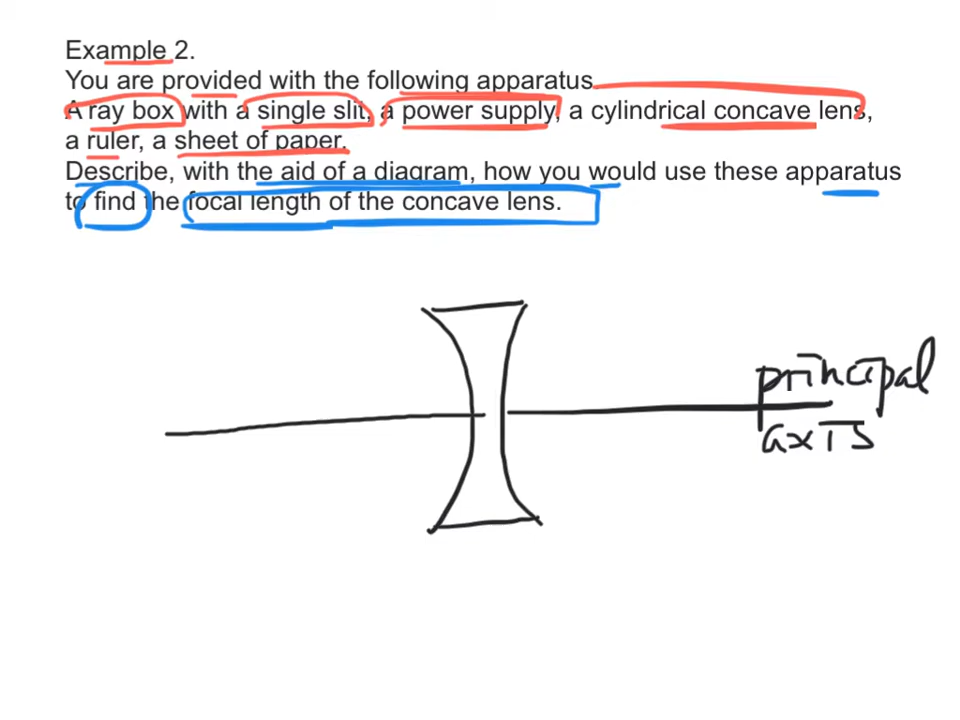 Example 2.
You are provided with the following apparatus.
A ray box with a single slit, a power supply, a cylindrical concave lens,
a ruler, a sheet of paper.
Describe, with the aid of a diagram, how you would use these apparatus
to find the focal length of the concave lens.
principal
axis